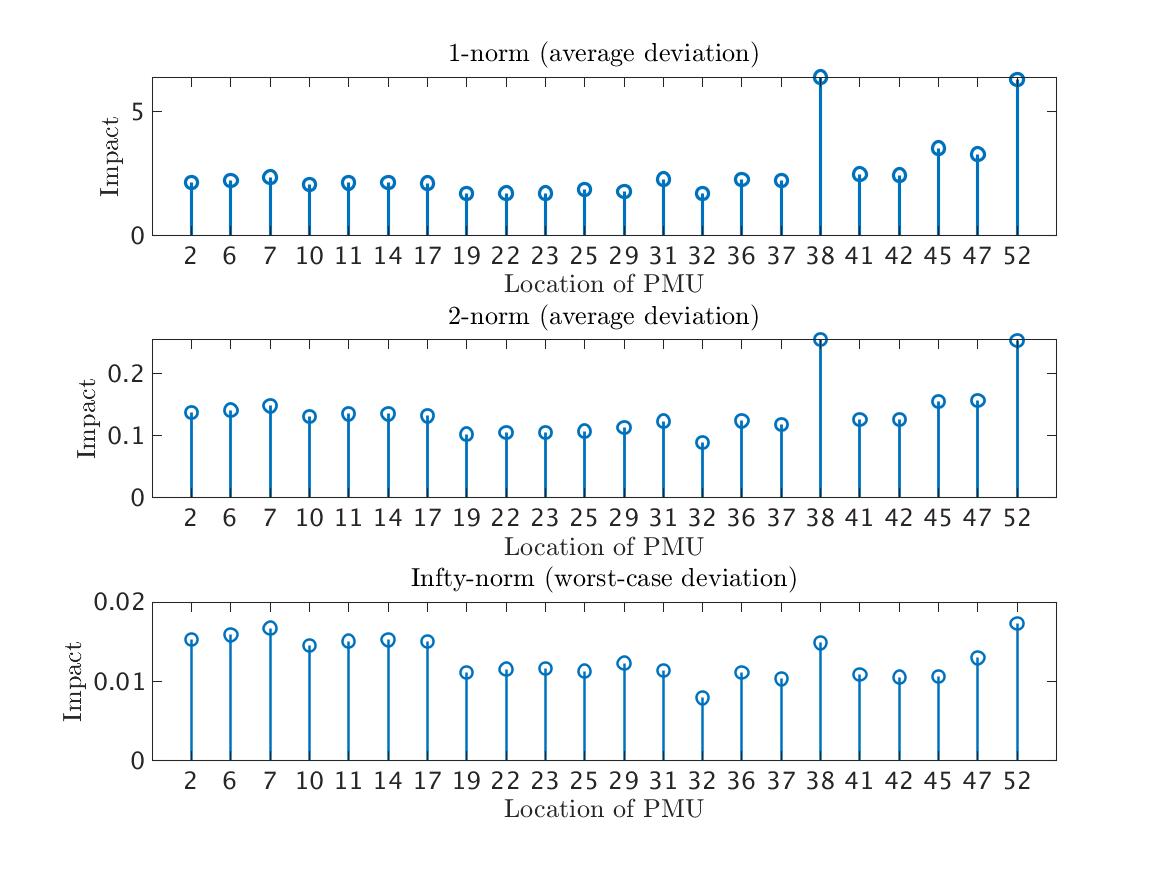 1-norm (average deviation)
5
0
Impact
2 6 7 10 11 14 17 19 22 23 25 29 31 32 36 37 38 41 42 45 47 52
Location of PMU
2-norm (average deviation)
0.2
0.1
0
Impact
2 6 7 10 11 14 17 19 22 23 25 29 31 32 36 37 38 41 42 45 47 52
Location of PMU
Infty-norm (worst-case deviation)
0.02
0.01
0
Impact
2 6 7 10 11 14 17 19 22 23 25 29 31 32 36 37 38 41 42 45 47 52
Location of PMU